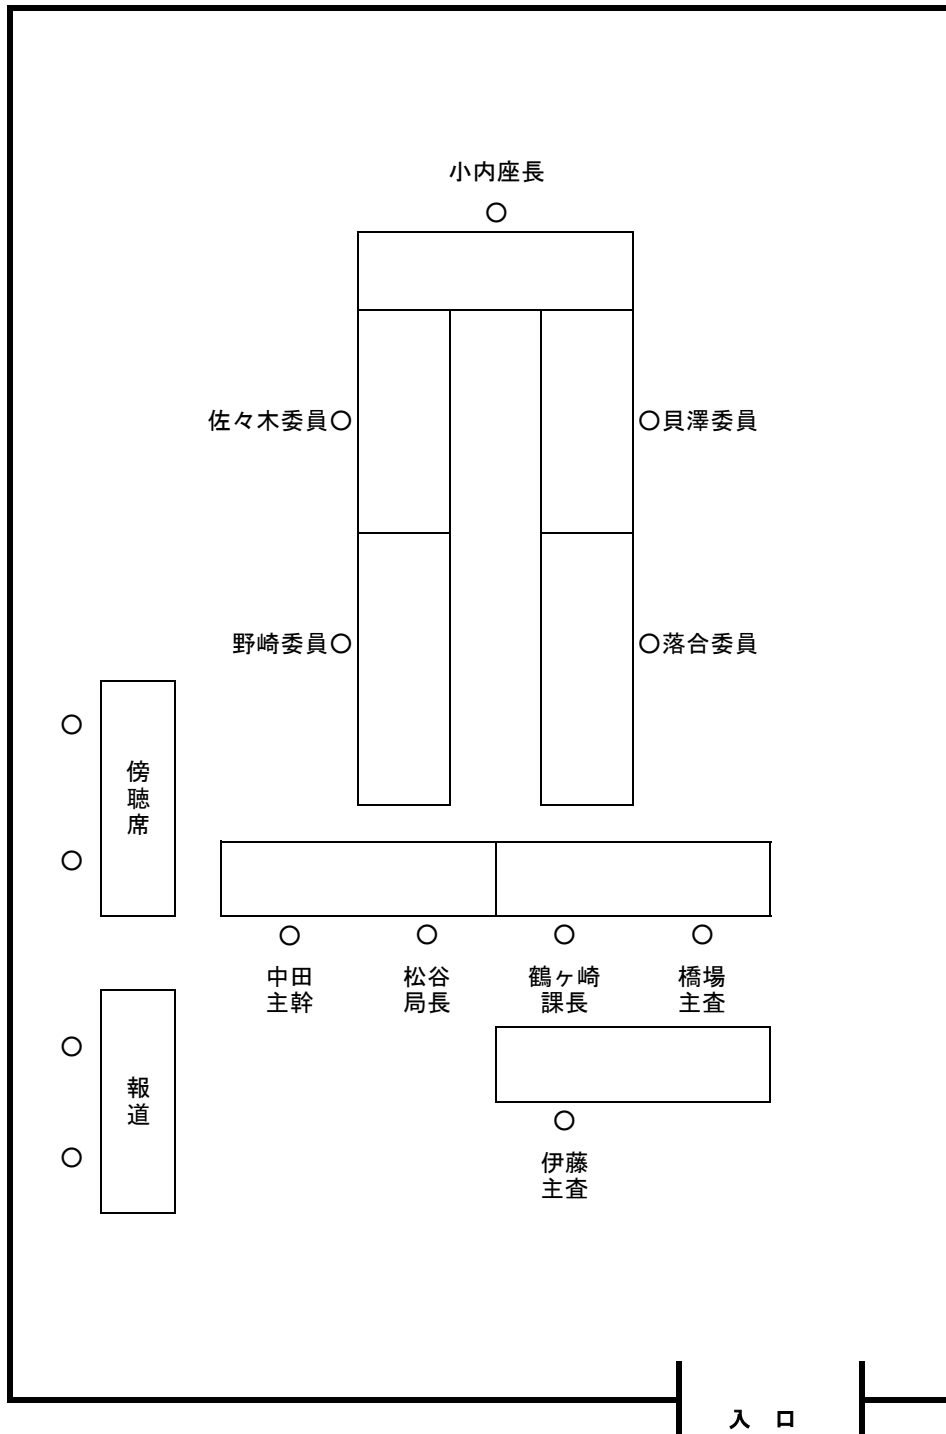 小内座長
○
佐々木委員○
○貝澤委員
野崎委員○
○落合委員
○
傍聴席
○
○ ○ ○ ○
中田 松谷 鶴ヶ崎 橋場
主幹 局長 課長 主査
○
報道
○
○
伊藤
主査
入 口